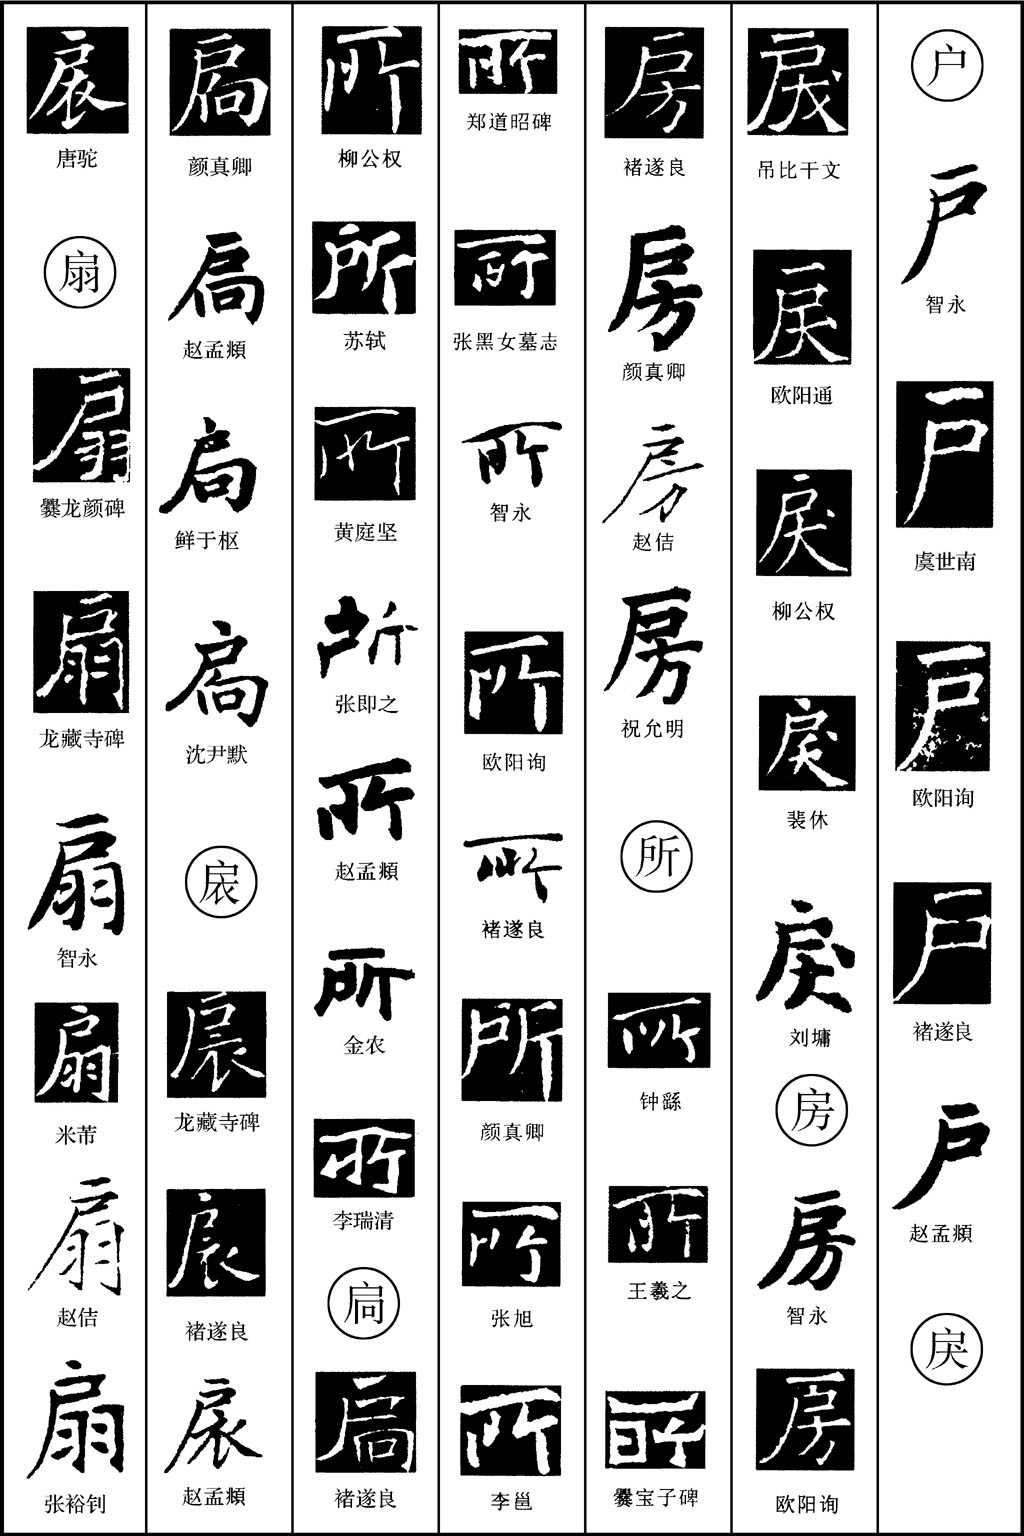 户
户
智永
户
虞世南
户
欧阳询
户
褚遂良
户
赵孟頫
戾
戾
吊比干文
戾
欧阳通
戾
柳公权
戾
裴休
戾
刘墉
房
房
智永
房
欧阳询
房
褚遂良
房
颜真卿
房
赵佶
房
祝允明
所
所
钟繇
所
王羲之
所
爨宝子碑
所
郑道昭碑
所
张黑女墓志
所
智永
所
欧阳询
所
褚遂良
所
颜真卿
所
张旭
所
李邕
所
柳公权
所
苏轼
所
黄庭坚
所
张即之
所
赵孟頫
所
金农
所
李瑞清
扃
扃
褚遂良
扃
颜真卿
扃
赵孟頫
扃
鲜于枢
扃
沈尹默
扆
扆
龙藏寺碑
扆
褚遂良
扆
赵孟頫
扆
唐驼
扇
扇
爨龙颜碑
扇
龙藏寺碑
扇
智永
扇
米芾
扇
赵佶
扇
张裕钊